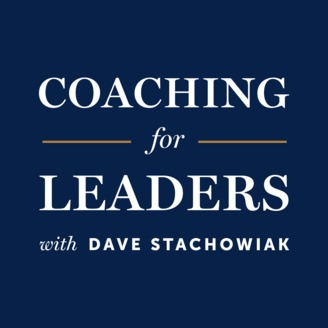 COACHING
for
LEADERS
with DAVE STACHOWIAK